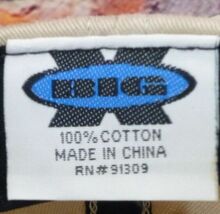 BIG
X
100% COTTON
MADE IN CHINA
RN# 91309